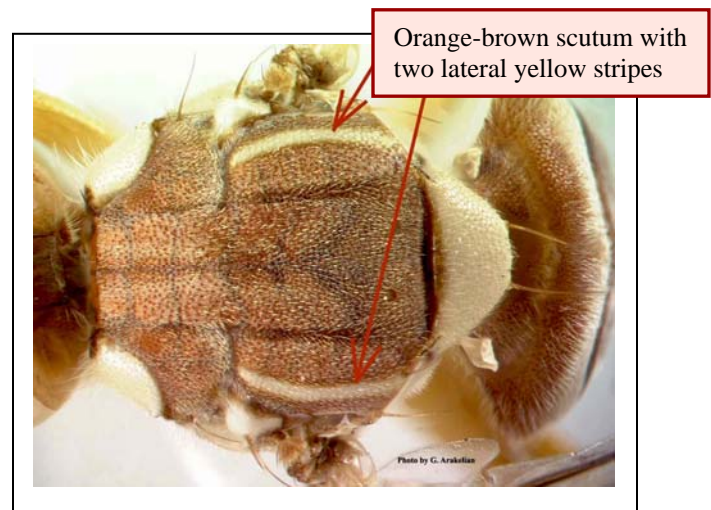 Orange-brown scutum with
two lateral yellow stripes
Photo by G. Arakelian